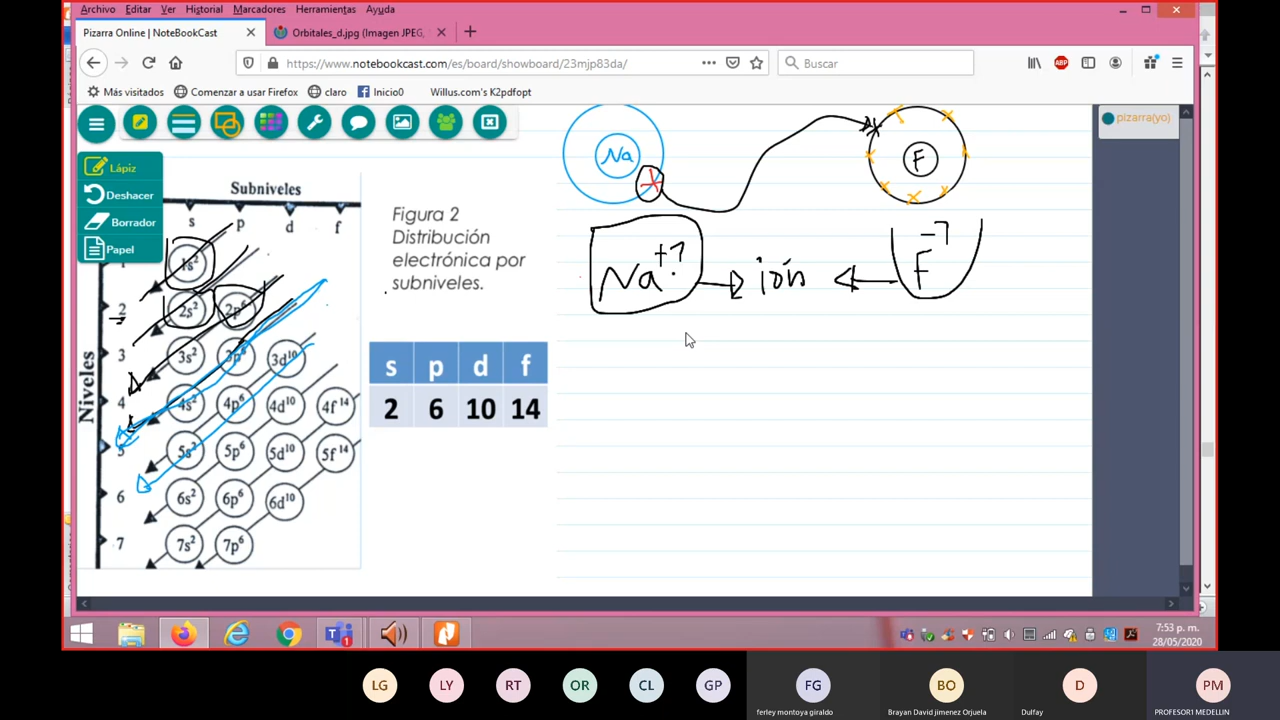 Archivo Editar Ver Historial Marcadores Herramientas Ayuda
Pizarra Online | NoteBookCast
Orbitales_d.jpg (Imagen JPEG,
https://www.notebookcast.com/es/board/showboard/23mjp83da/
Buscar
Más visitados Comenzar a usar Firefox claro Inicio0 Willus.com's K2pdfopt
pizarra(yo)
Lápiz
Deshacer
Borrador
Papel
Subniveles
s p d f
Niveles
1s²
2 2s² 2p⁶
3 3s² 3p⁶ 3d¹⁰
4 4s² 4p⁶ 4d¹⁰ 4f¹⁴
5 5s² 5p⁶ 5d¹⁰ 5f¹⁴
6 6s² 6p⁶ 6d¹⁰
7 7s² 7p⁶
Figura 2
Distribución
electrónica por
subniveles.
s p d f
2 6 10 14
Na
F
Na⁺? ión F⁻?
7:53 p. m.
28/05/2020
LG LY RT OR CL GP FG BO D PM
ferley montoya giraldo
Brayan David jimenez Orjuela
Dulfay
PROFESOR1 MEDELLIN